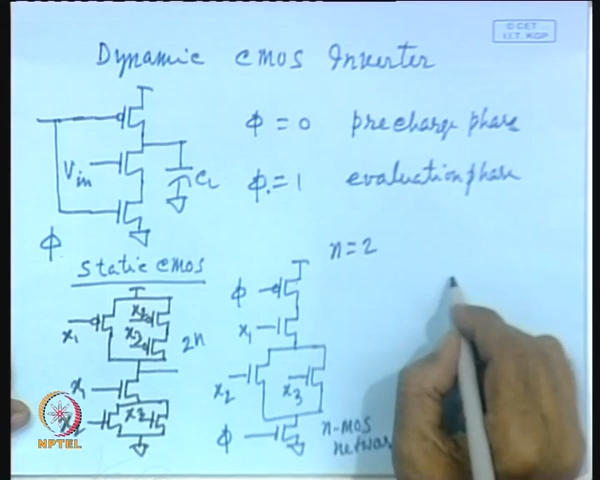 © CET
I.I.T. KGP
Dynamic CMOS Inverter
ϕ = 0 precharge phase
Vin
CL
ϕ = 1 evaluation phase
ϕ
n = 2
Static CMOS
ϕ
x1
x2
x2
2n
x1
x1
x2
x2
x3
ϕ
n-MOS
networ
NPTEL